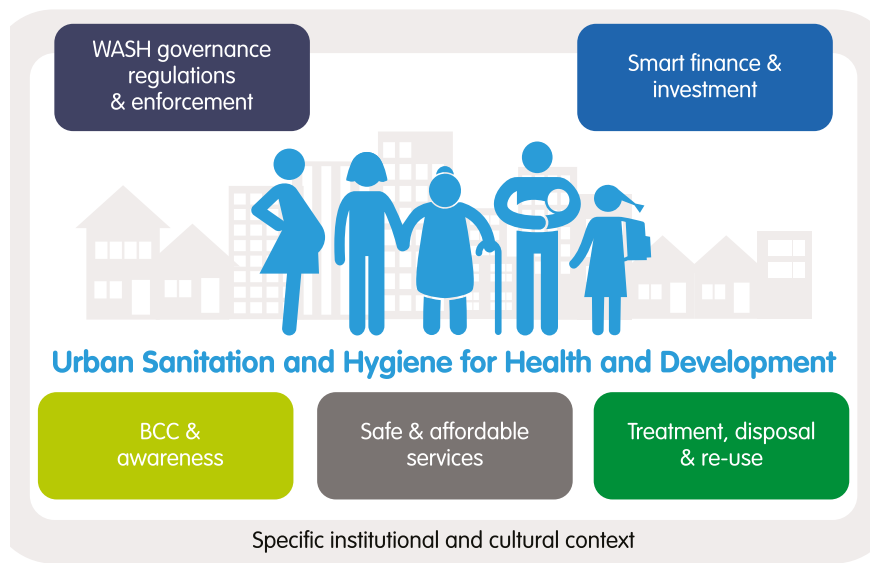 WASH governance
regulations
& enforcement
Smart finance &
investment
Urban Sanitation and Hygiene for Health and Development
BCC &
awareness
Safe & affordable
services
Treatment, disposal
& re-use
Specific institutional and cultural context